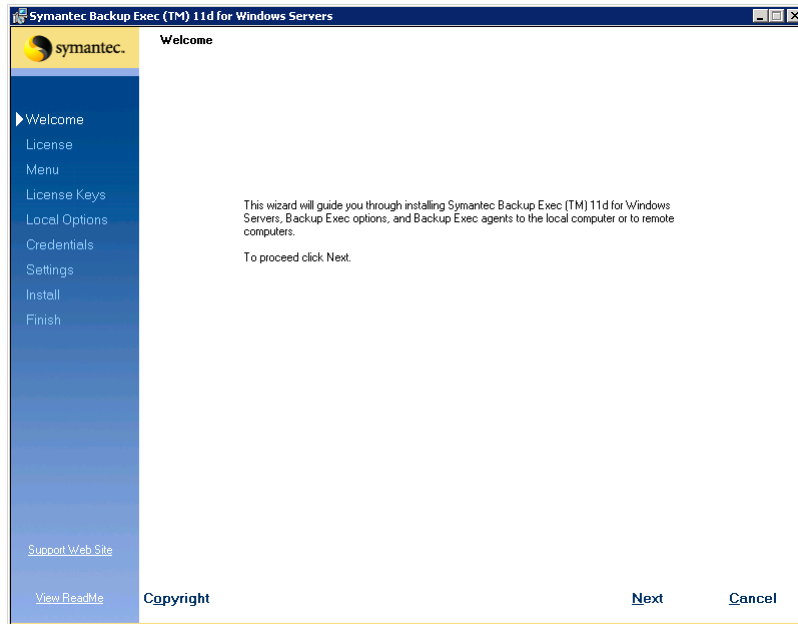 Symantec Backup Exec (TM) 11d for Windows Servers
symantec.
Welcome
Welcome
License
Menu
License Keys
Local Options
Credentials
Settings
Install
Finish
This wizard will guide you through installing Symantec Backup Exec (TM) 11d for Windows
Servers, Backup Exec options, and Backup Exec agents to the local computer or to remote
computers.
To proceed click Next.
Support Web Site
View ReadMe
Copyright
Next
Cancel